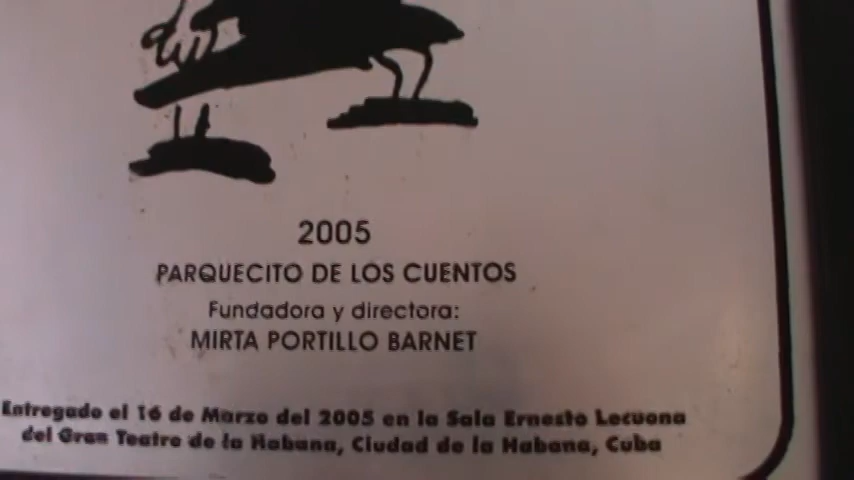 2005
PARQUECITO DE LOS CUENTOS
Fundadora y directora:
MIRTA PORTILLO BARNET
Entregado el 16 de Marzo del 2005 en la Sala Ernesto Lecuona
del Gran Teatro de la Habana, Ciudad de la Habana, Cuba